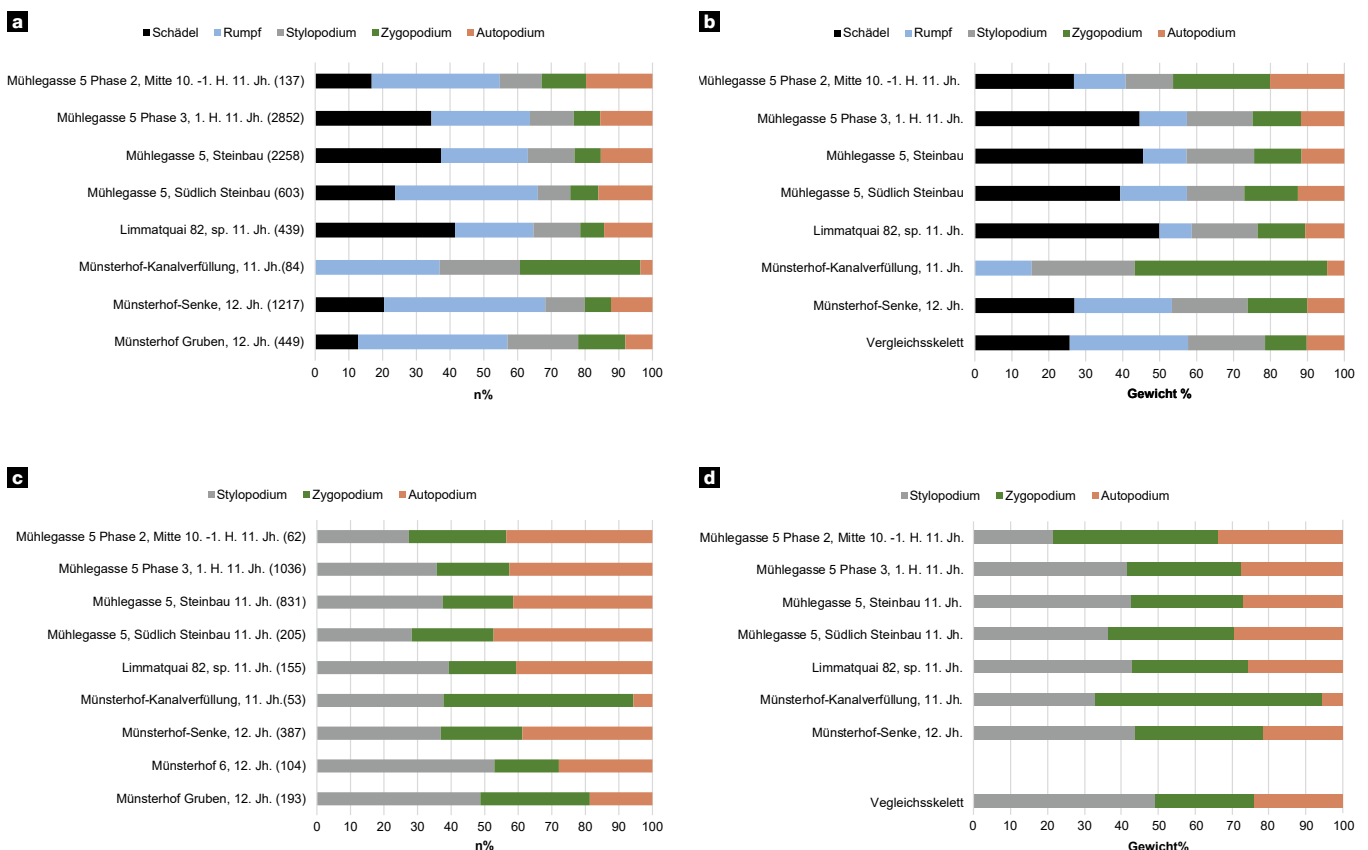 a
Schädel Rumpf Stylopodium Zygopodium Autopodium
Mühlegasse 5 Phase 2, Mitte 10. -1. H. 11. Jh. (137)
Mühlegasse 5 Phase 3, 1. H. 11. Jh. (2852)
Mühlegasse 5, Steinbau (2258)
Mühlegasse 5, Südlich Steinbau (603)
Limmatquai 82, sp. 11. Jh. (439)
Münsterhof-Kanalverfüllung, 11. Jh.(84)
Münsterhof-Senke, 12. Jh. (1217)
Münsterhof Gruben, 12. Jh. (449)
0 10 20 30 40 50 60 70 80 90 100
n%
b
Schädel Rumpf Stylopodium Zygopodium Autopodium
Mühlegasse 5 Phase 2, Mitte 10. -1. H. 11. Jh.
Mühlegasse 5 Phase 3, 1. H. 11. Jh.
Mühlegasse 5, Steinbau
Mühlegasse 5, Südlich Steinbau
Limmatquai 82, sp. 11. Jh.
Münsterhof-Kanalverfüllung, 11. Jh.
Münsterhof-Senke, 12. Jh.
Vergleichsskelett
0 10 20 30 40 50 60 70 80 90 100
Gewicht %
c
Stylopodium Zygopodium Autopodium
Mühlegasse 5 Phase 2, Mitte 10. -1. H. 11. Jh. (62)
Mühlegasse 5 Phase 3, 1. H. 11. Jh. (1036)
Mühlegasse 5, Steinbau 11. Jh. (831)
Mühlegasse 5, Südlich Steinbau 11. Jh. (205)
Limmatquai 82, sp. 11. Jh. (155)
Münsterhof-Kanalverfüllung, 11. Jh.(53)
Münsterhof-Senke, 12. Jh. (387)
Münsterhof 6, 12. Jh. (104)
Münsterhof Gruben, 12. Jh. (193)
0 10 20 30 40 50 60 70 80 90 100
n%
d
Stylopodium Zygopodium Autopodium
Mühlegasse 5 Phase 2, Mitte 10. -1. H. 11. Jh.
Mühlegasse 5 Phase 3, 1. H. 11. Jh.
Mühlegasse 5, Steinbau 11. Jh.
Mühlegasse 5, Südlich Steinbau 11. Jh.
Limmatquai 82, sp. 11. Jh.
Münsterhof-Kanalverfüllung, 11. Jh.
Münsterhof-Senke, 12. Jh.
Vegleichsskelett
0 10 20 30 40 50 60 70 80 90 100
Gewicht%